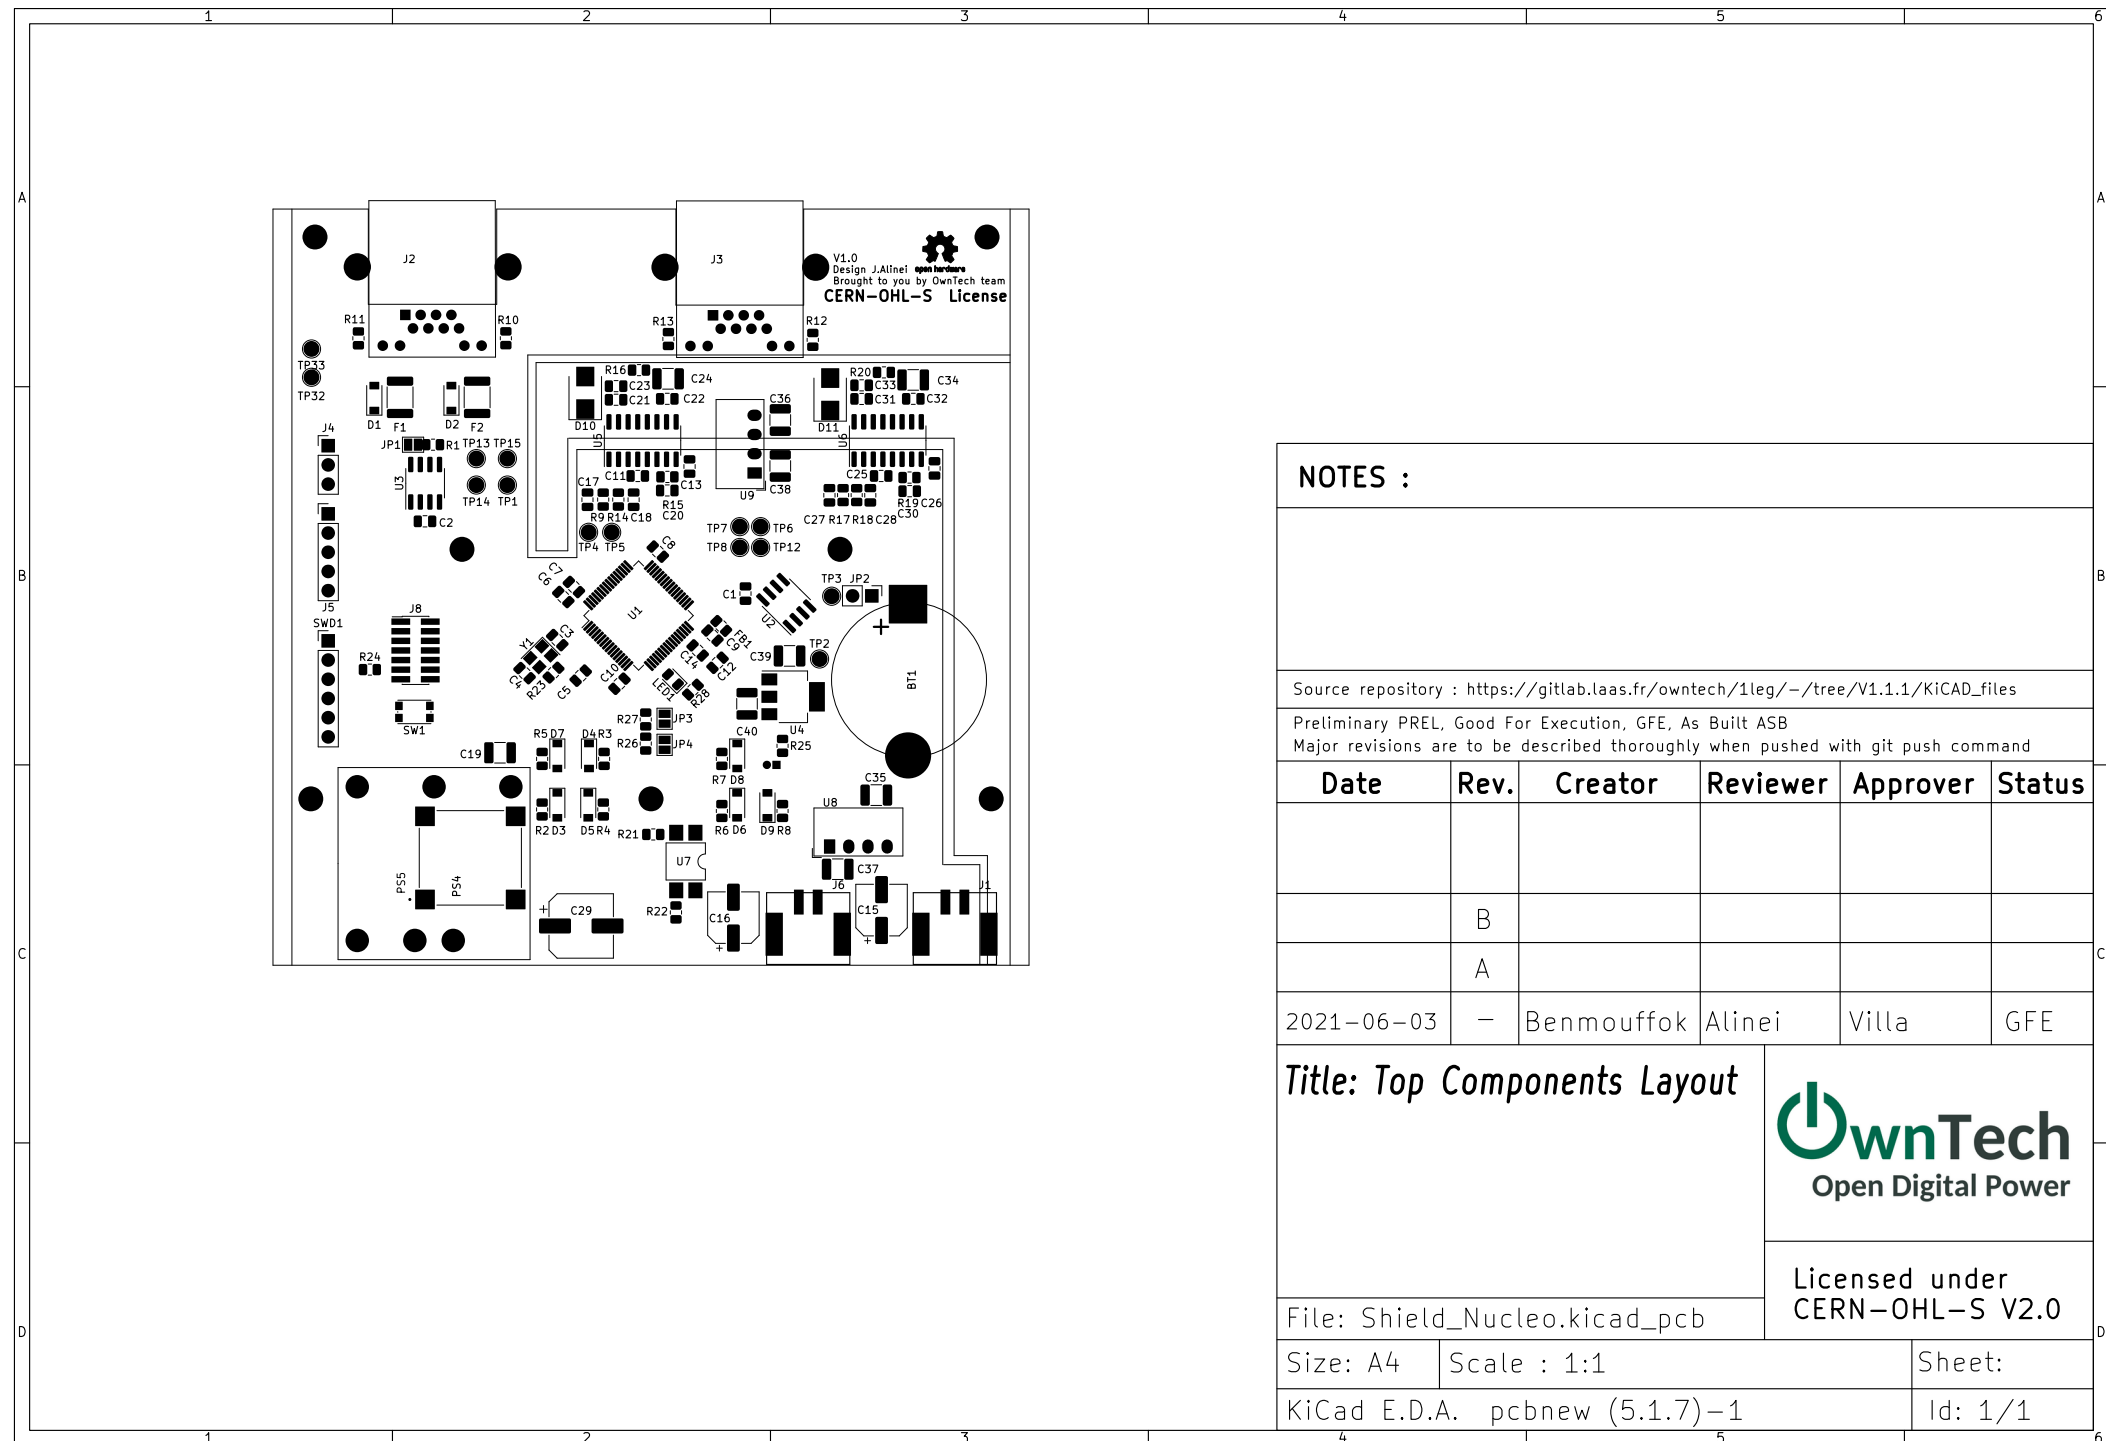 1 2 3 4 5 6
A A
J2 J3
V1.0
Design J.Alinei open hardware
Brought to you by OwnTech team
CERN-OHL-S License
R11 R10 R13 R12
TP33
TP32
R16 C24 R20 C33 C34
C23 C21 C22 C31 C32
C36
D1 F1 D2 F2 D10 D11
U5 U6
J4 JP1 R1 TP13 TP15
U3 C11 C13 C25 C26
C17 C38 U9
TP14 TP1
R9 R14 C18 R15 C20 C27 R17 R18 C28 R19 C30
C2
TP7 TP6
TP4 TP5 TP8 TP12
C8
B B
C7 C6 U1 C1 U2 TP3 JP2
J5
SWD1 J8
+
Y1 C3 FB1 C9 TP2
R24 C14 C12 C39
C4 R23 C5 C10 LED1 R28 BT1
R27 JP3
SW1 C40 U4
R26 JP4 R25
R5 D7 D4 R3
C19
R7 D8
C35
U8
R2 D3 D5 R4 R21 R6 D6 D9 R8
U7
C37
PS5 PS4 J6 J1
+ C29 R22 C16 C15
+ +
C C
D D
1 2 3 4 5 6
NOTES :
Source repository : https://gitlab.laas.fr/owntech/1leg/-/tree/V1.1.1/KiCAD_files
Preliminary PREL, Good For Execution, GFE, As Built ASB
Major revisions are to be described thoroughly when pushed with git push command
Date Rev. Creator Reviewer Approver Status
B
A
2021-06-03 - Benmouffok Alinei Villa GFE
Title: Top Components Layout
OwnTech
Open Digital Power
Licensed under
CERN-OHL-S V2.0
File: Shield_Nucleo.kicad_pcb
Size: A4 Scale : 1:1 Sheet:
KiCad E.D.A. pcbnew (5.1.7)-1 Id: 1/1